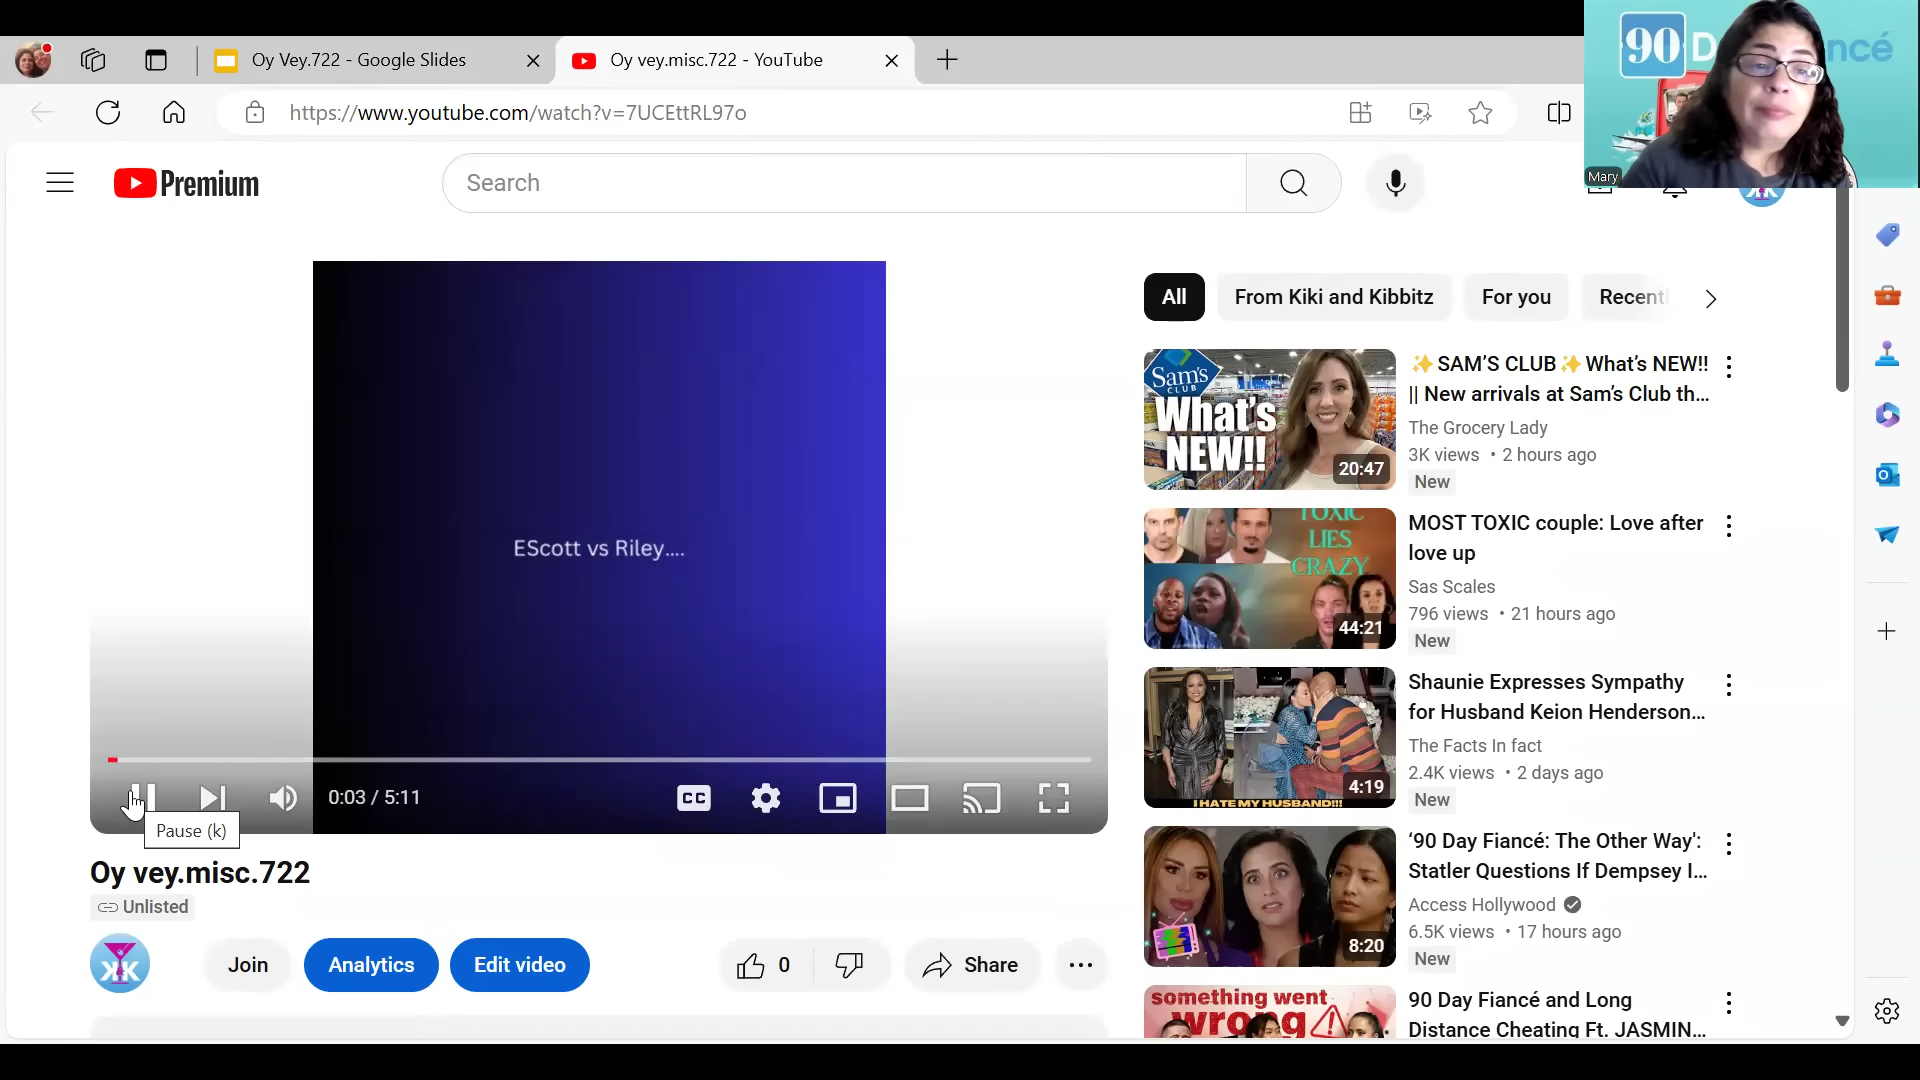 Oy Vey.722 - Google Slides
Oy vey.misc.722 - YouTube
90 D
ncé
https://www.youtube.com/watch?v=7UCEttRL97o
Mary
Premium
Search
All
From Kiki and Kibbitz
For you
Recent
EScott vs Riley....
0:03 / 5:11
CC
Pause (k)
Oy vey.misc.722
Unlisted
K&K
Join
Analytics
Edit video
0
Share
Sam's
CLUB
What's
NEW!!
20:47
✨SAM'S CLUB✨What's NEW!!
|| New arrivals at Sam's Club th...
The Grocery Lady
3K views • 2 hours ago
New
TOXIC
LIES
CRAZY
44:21
MOST TOXIC couple: Love after
love up
Sas Scales
796 views • 21 hours ago
New
I HATE MY HUSBAND!!!
4:19
Shaunie Expresses Sympathy
for Husband Keion Henderson...
The Facts In fact
2.4K views • 2 days ago
New
8:20
‘90 Day Fiancé: The Other Way':
Statler Questions If Dempsey I...
Access Hollywood
6.5K views • 17 hours ago
New
something went
wrong
90 Day Fiancé and Long
Distance Cheating Ft. JASMIN...